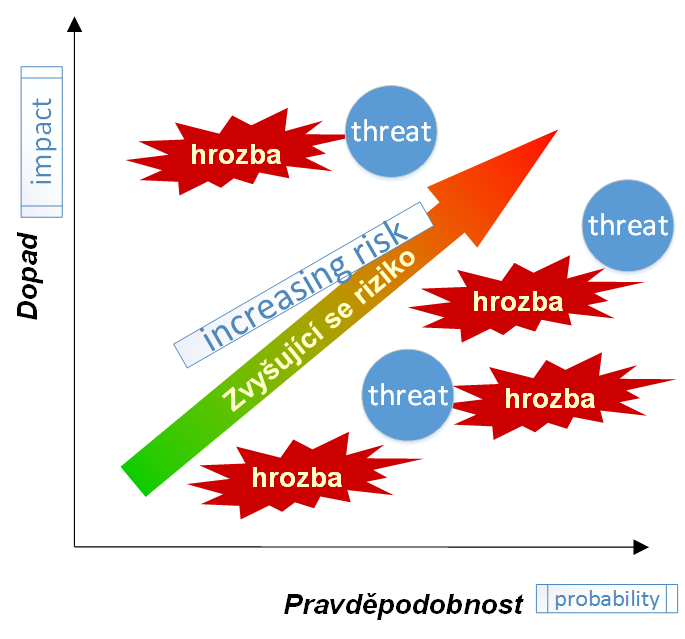 impact
Dopad
hrozba
threat
threat
increasing risk
Zvyšující se riziko
hrozba
threat
hrozba
hrozba
Pravděpodobnost
probability